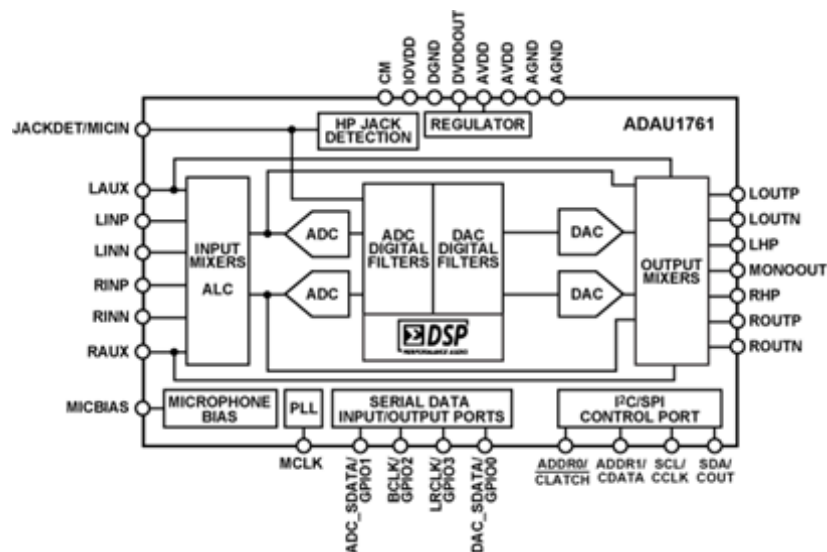 CM
IOVDD
DGND
DVDDOUT
AVDD
AVDD
AGND
AGND
JACKDET/MICIN
HP JACK
DETECTION
REGULATOR
ADAU1761
LAUX
LINP
LINN
RINP
RINN
RAUX
INPUT
MIXERS
ALC
ADC
ADC
ADC
DIGITAL
FILTERS
DAC
DIGITAL
FILTERS
DAC
DAC
OUTPUT
MIXERS
LOUTP
LOUTN
LHP
MONOOUT
RHP
ROUTP
ROUTN
ΣDSP
PERFORMANCE AUDIO
MICBIAS
MICROPHONE
BIAS
PLL
SERIAL DATA
INPUT/OUTPUT PORTS
I²C/SPI
CONTROL PORT
MCLK
ADC_SDATA/
GPIO1
BCLK/
GPIO2
LRCLK/
GPIO3
DAC_SDATA/
GPIO0
ADDR0/
CLATCH
ADDR1/
CDATA
SCL/
CCLK
SDA/
COUT